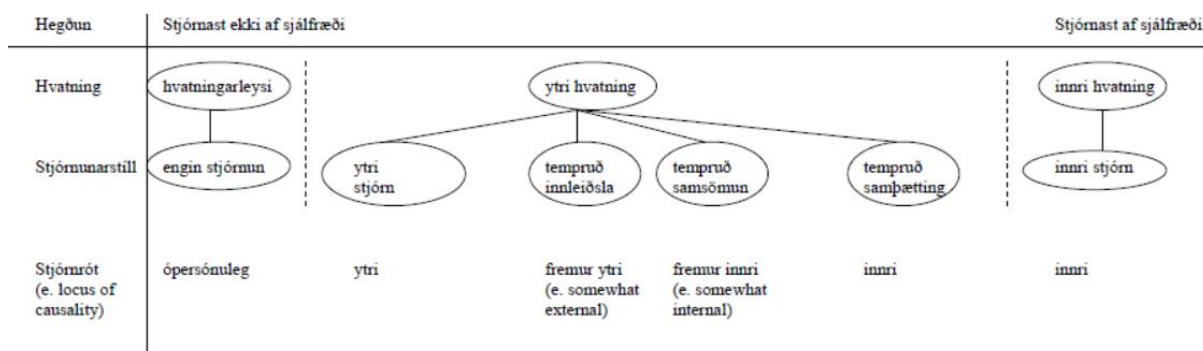 Hegðun
Stjórnast ekki af sjálfræði
Stjórnast af sjálfræði
Hvatning
hvatningarleysi
ytri hvatning
innri hvatning
Stjórnunarstíll
engin stjórnun
ytri
stjórn
tempruð
innleiðsla
tempruð
samsömun
tempruð
samþætting
innri stjórn
Stjórnrót
(e. locus of
causality)
ópersónuleg
ytri
fremur ytri
(e. somewhat
external)
fremur innri
(e. somewhat
internal)
innri
innri